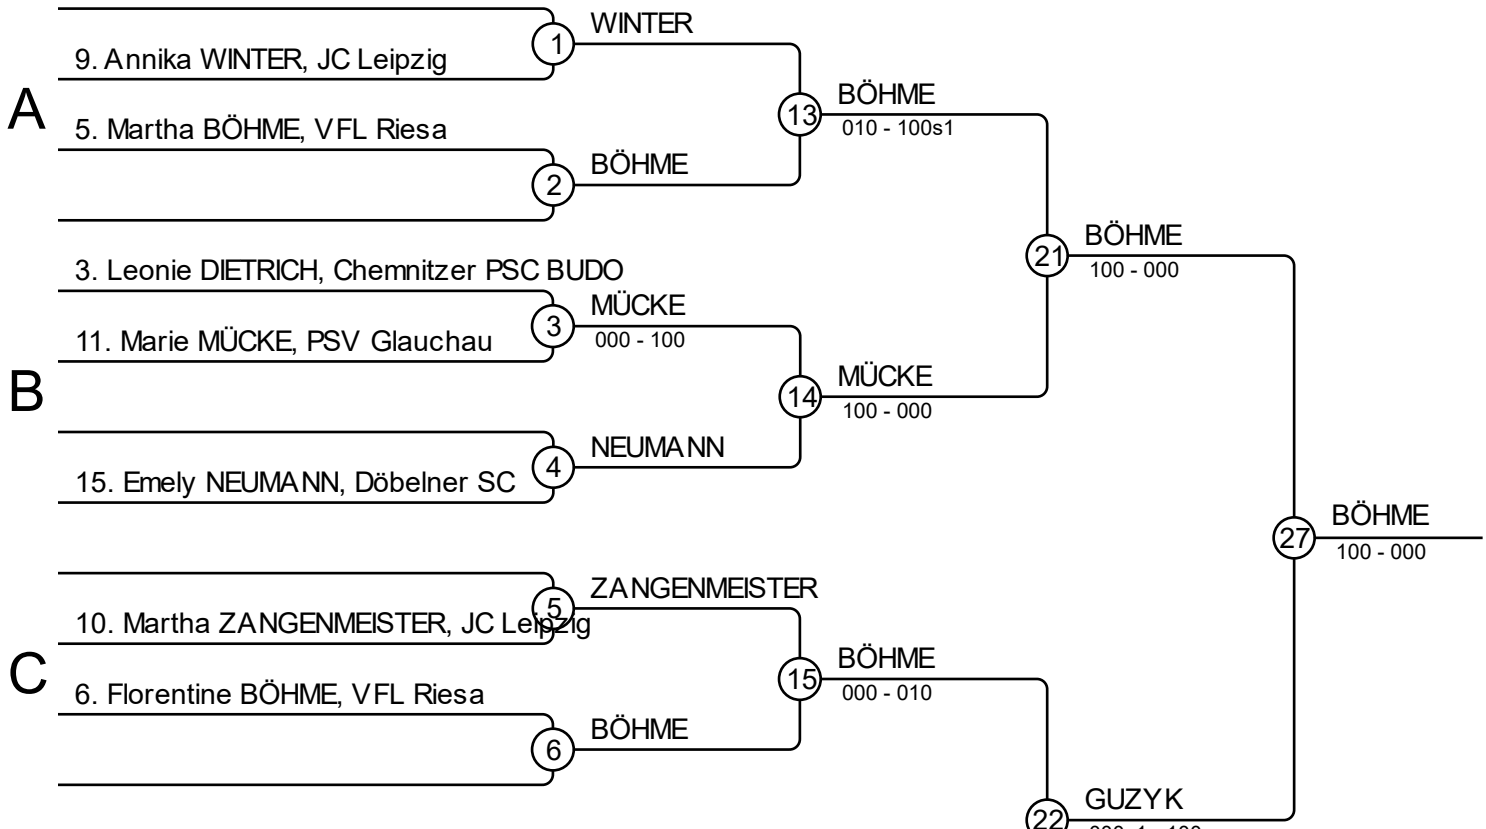 WINTER
1
9. Annika WINTER, JC Leipzig
A
BÖHME
13
010 - 100s1
5. Martha BÖHME, VFL Riesa
BÖHME
2
BÖHME
21
100 - 000
3. Leonie DIETRICH, Chemnitzer PSC BUDO
MÜCKE
3
000 - 100
11. Marie MÜCKE, PSV Glauchau
B
MÜCKE
14
100 - 000
NEUMANN
4
15. Emely NEUMANN, Döbelner SC
BÖHME
27
100 - 000
ZANGENMEISTER
5
10. Martha ZANGENMEISTER, JC Leipzig
C
BÖHME
15
000 - 010
6. Florentine BÖHME, VFL Riesa
BÖHME
6
GUZYK
22